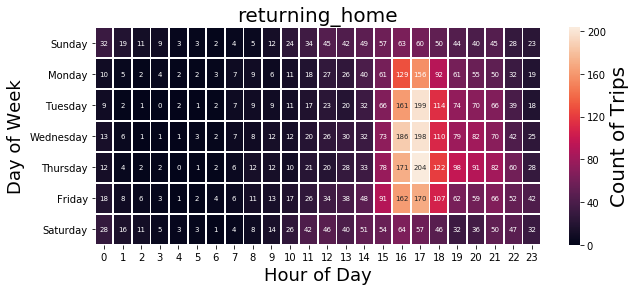 returning_home
Day of Week
Sunday 32 19 11 9 3 3 2 4 5 12 24 34 45 42 49 57 63 60 50 44 40 45 28 23
Monday 10 5 2 4 2 2 3 7 9 6 11 18 27 26 40 61 129 156 92 61 55 50 32 19
Tuesday 9 2 1 0 2 1 2 7 9 9 11 17 23 20 32 66 161 199 114 74 70 66 39 18
Wednesday 13 6 1 1 1 3 2 7 8 12 12 20 26 30 32 73 186 198 110 79 82 70 42 25
Thursday 12 4 2 2 0 1 2 6 12 12 10 21 20 28 33 78 171 204 122 98 91 82 60 28
Friday 18 8 6 3 1 2 4 6 11 13 17 26 34 38 48 91 162 170 107 62 59 66 52 42
Saturday 28 16 11 5 3 3 1 4 8 14 26 42 46 40 51 54 64 57 46 32 36 50 47 32
0 1 2 3 4 5 6 7 8 9 10 11 12 13 14 15 16 17 18 19 20 21 22 23
Hour of Day
200
160
120
80
40
0
Count of Trips